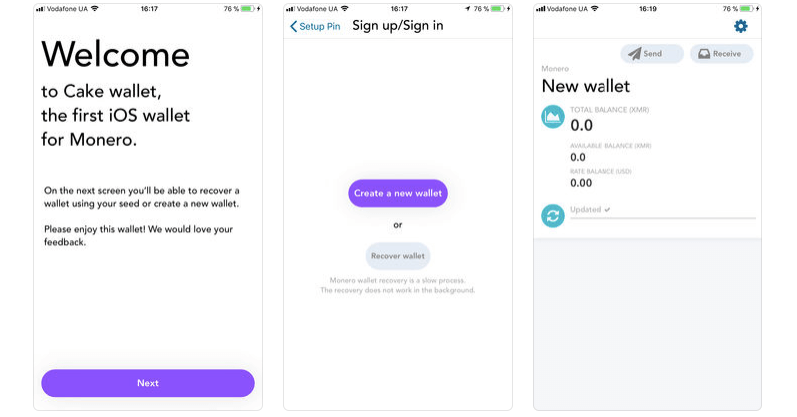 Vodafone UA 16:17 76 %
Welcome
to Cake wallet,
the first iOS wallet
for Monero.
On the next screen you'll be able to recover a
wallet using your seed or create a new wallet.
Please enjoy this wallet! We would love your
feedback.
Next
Vodafone UA 16:17 76 %
Setup Pin Sign up/Sign in
Create a new wallet
or
Recover wallet
Monero wallet recovery is a slow process.
The recovery does not work in the background.
Vodafone UA 16:19 76 %
Send Receive
Monero
New wallet
TOTAL BALANCE (XMR)
0.0
AVAILABLE BALANCE (XMR)
0.0
RATE BALANCE (USD)
0.00
Updated